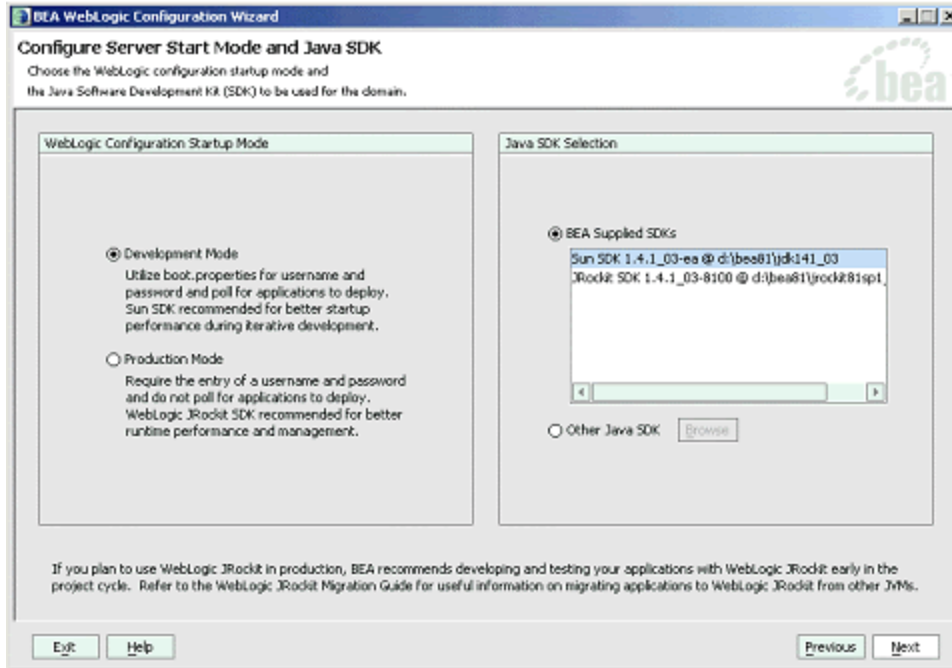 BEA WebLogic Configuration Wizard
Configure Server Start Mode and Java SDK
Choose the WebLogic configuration startup mode and
the Java Software Development Kit (SDK) to be used for the domain.
bea
WebLogic Configuration Startup Mode
Development Mode
Utilize boot.properties for username and
password and poll for applications to deploy.
Sun SDK recommended for better startup
performance during iterative development.
Production Mode
Require the entry of a username and password
and do not poll for applications to deploy.
WebLogic JRockit SDK recommended for better
runtime performance and management.
Java SDK Selection
BEA Supplied SDKs
Sun SDK 1.4.1_03-ea @ d:\bea81\jdk141_03
JRockit SDK 1.4.1_03-8100 @ d:\bea81\jrockit81sp1_
Other Java SDK
Browse
If you plan to use WebLogic JRockit in production, BEA recommends developing and testing your applications with WebLogic JRockit early in the
project cycle. Refer to the WebLogic JRockit Migration Guide for useful information on migrating applications to WebLogic JRockit from other JVMs.
Exit
Help
Previous
Next